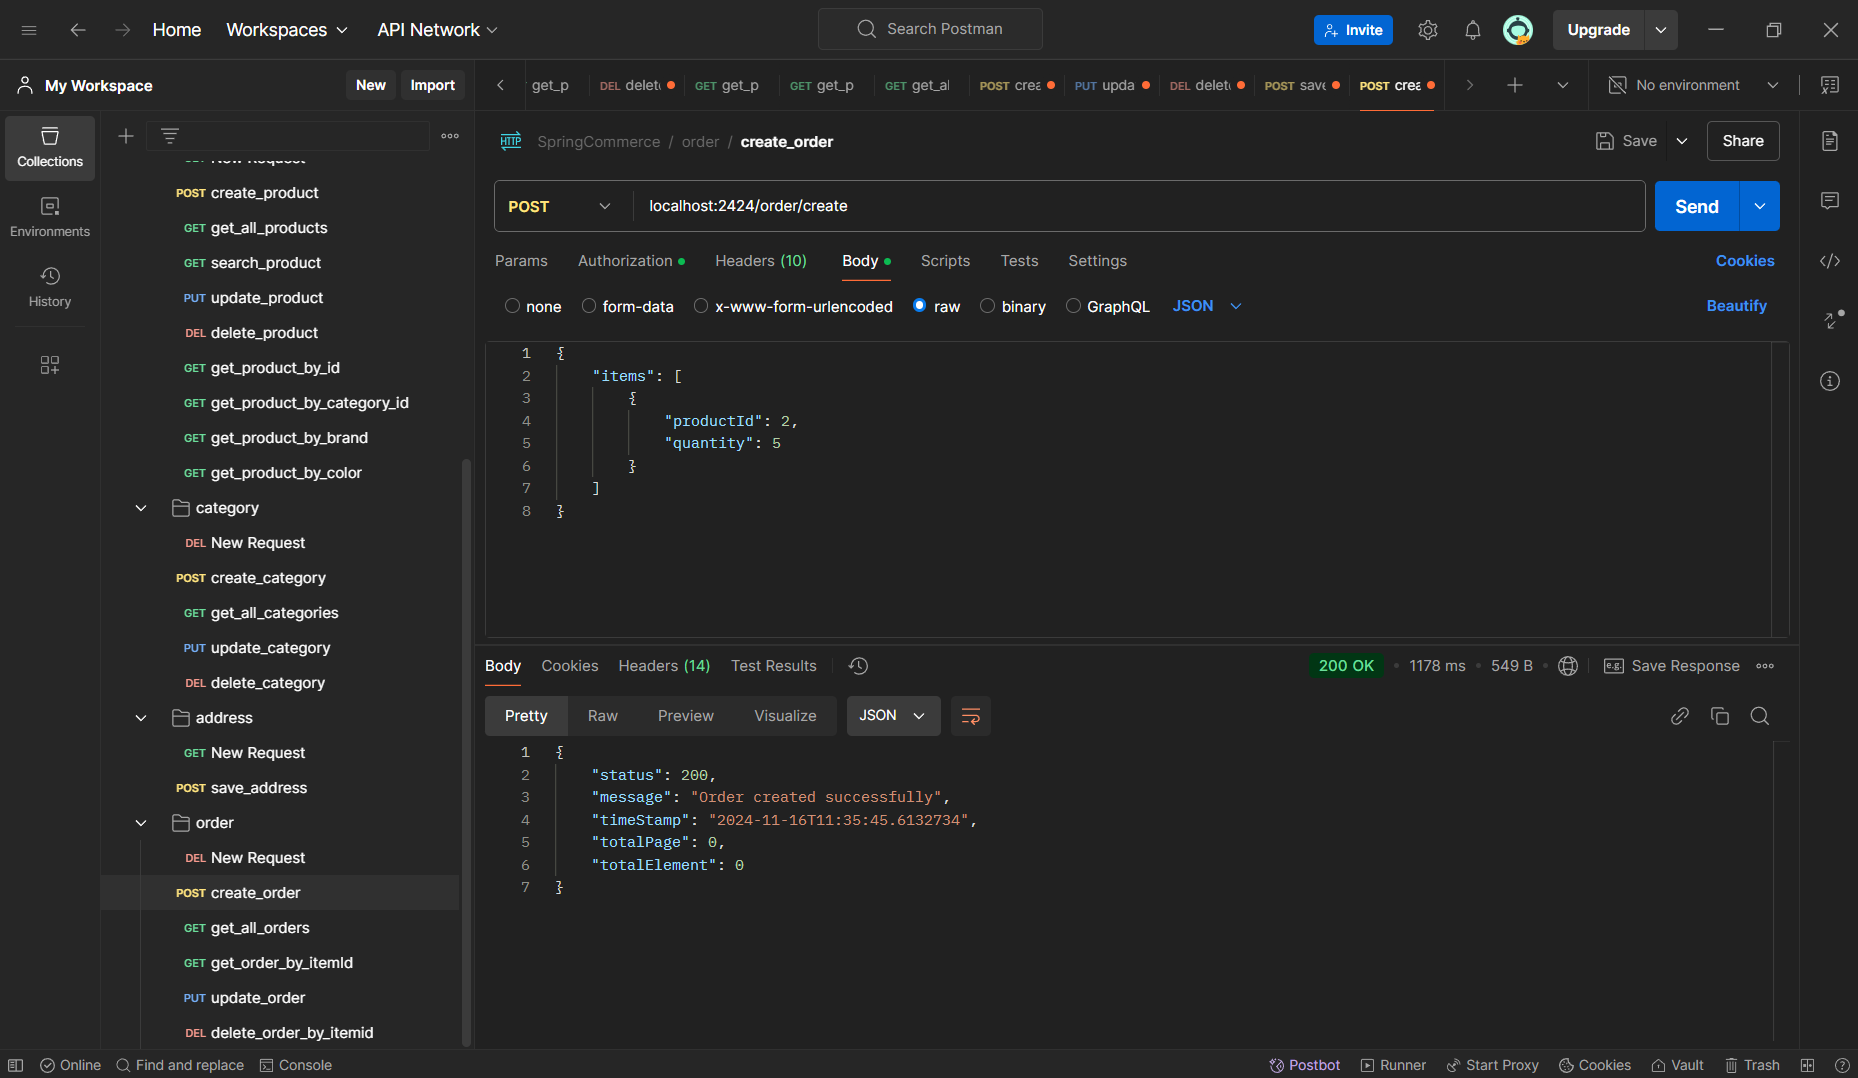 Home Workspaces API Network Search Postman Invite Upgrade
My Workspace New Import
get_p DEL delet GET get_p GET get_p GET get_al POST crea PUT upda DEL delet POST save POST crea No environment
Collections
Environments
History
New Request
POST create_product
GET get_all_products
GET search_product
PUT update_product
DEL delete_product
GET get_product_by_id
GET get_product_by_category_id
GET get_product_by_brand
GET get_product_by_color
category
DEL New Request
POST create_category
GET get_all_categories
PUT update_category
DEL delete_category
address
GET New Request
POST save_address
order
DEL New Request
POST create_order
GET get_all_orders
GET get_order_by_itemId
PUT update_order
DEL delete_order_by_itemid
HTTP SpringCommerce / order / create_order Save Share
POST localhost:2424/order/create Send
Params Authorization Headers (10) Body Scripts Tests Settings Cookies
none form-data x-www-form-urlencoded raw binary GraphQL JSON Beautify
1 {
2 "items": [
3 {
4 "productId": 2,
5 "quantity": 5
6 }
7 ]
8 }
Body Cookies Headers (14) Test Results 200 OK • 1178 ms • 549 B • e.g. Save Response
Pretty Raw Preview Visualize JSON
1 {
2 "status": 200,
3 "message": "Order created successfully",
4 "timeStamp": "2024-11-16T11:35:45.6132734",
5 "totalPage": 0,
6 "totalElement": 0
7 }
Online Find and replace Console Postbot Runner Start Proxy Cookies Vault Trash